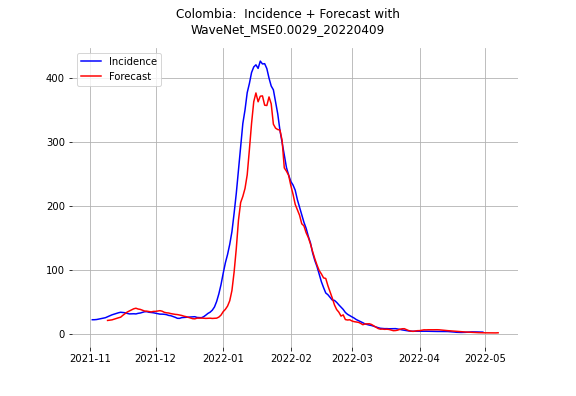 Colombia:  Incidence + Forecast with
WaveNet_MSE0.0029_20220409
Incidence
Forecast
400
300
200
100
0
2021-11 2021-12 2022-01 2022-02 2022-03 2022-04 2022-05